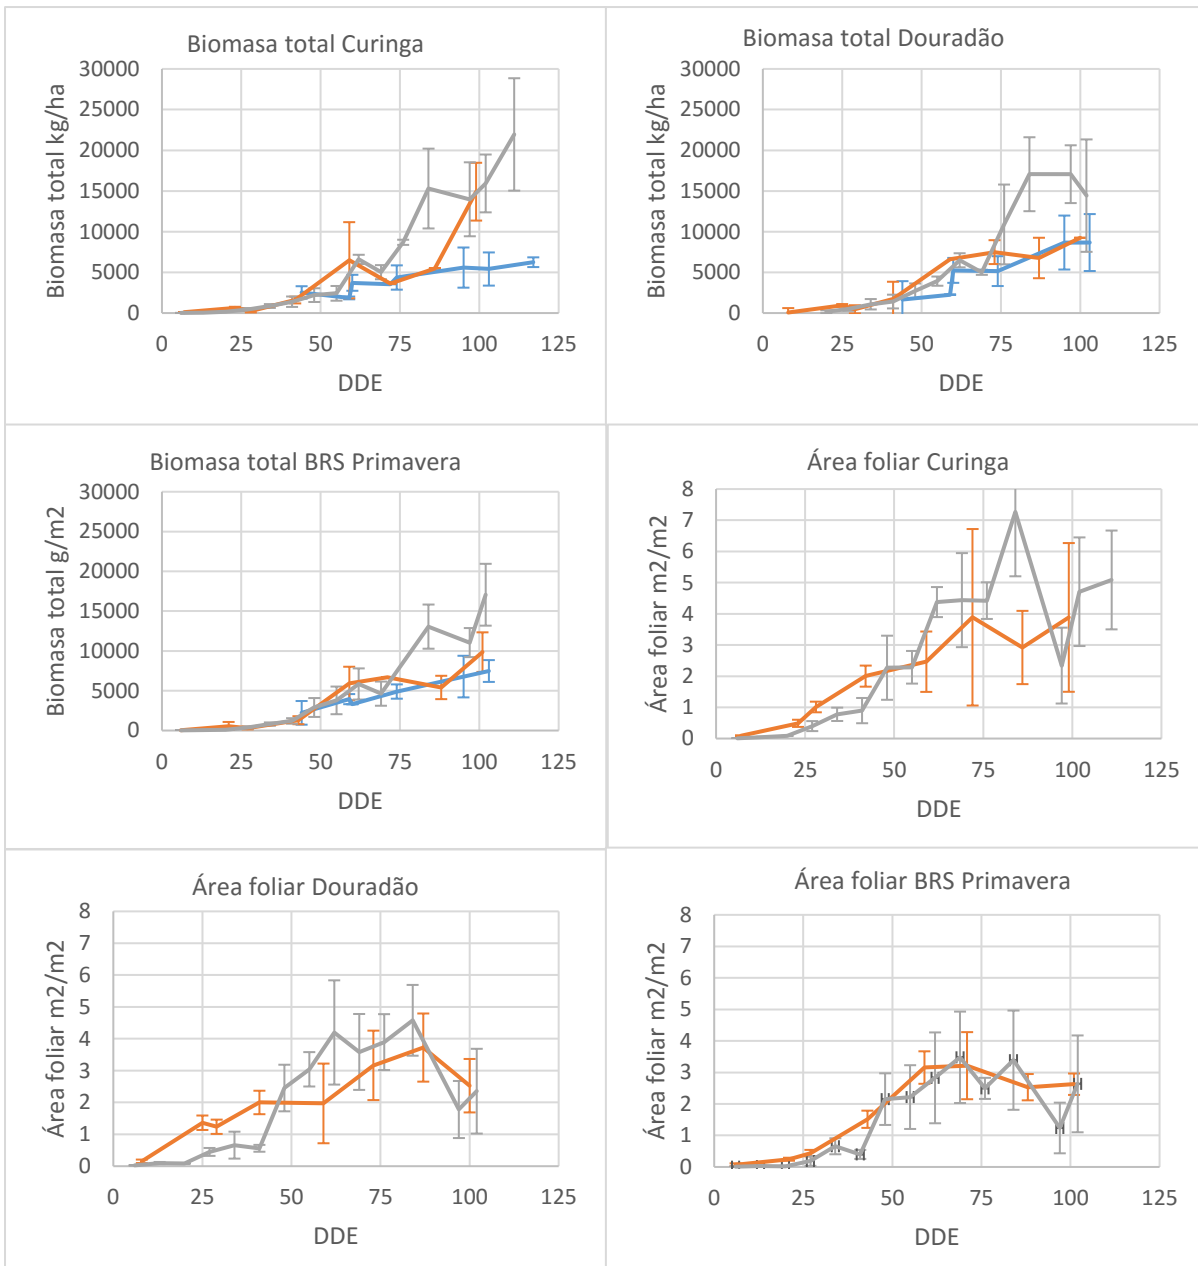 Biomasa total Curinga
30000
25000
20000
15000
10000
5000
0
Biomasa total kg/ha
0 25 50 75 100 125
DDE
Biomasa total Douradão
30000
25000
20000
15000
10000
5000
0
Biomasa total kg/ha
0 25 50 75 100 125
DDE
Biomasa total BRS Primavera
30000
25000
20000
15000
10000
5000
0
Biomasa total g/m2
0 25 50 75 100 125
DDE
Área foliar Curinga
8
7
6
5
4
3
2
1
0
Área foliar m2/m2
0 25 50 75 100 125
DDE
Área foliar Douradão
8
7
6
5
4
3
2
1
0
Área foliar m2/m2
0 25 50 75 100 125
DDE
Área foliar BRS Primavera
8
7
6
5
4
3
2
1
0
Área foliar m2/m2
0 25 50 75 100 125
DDE